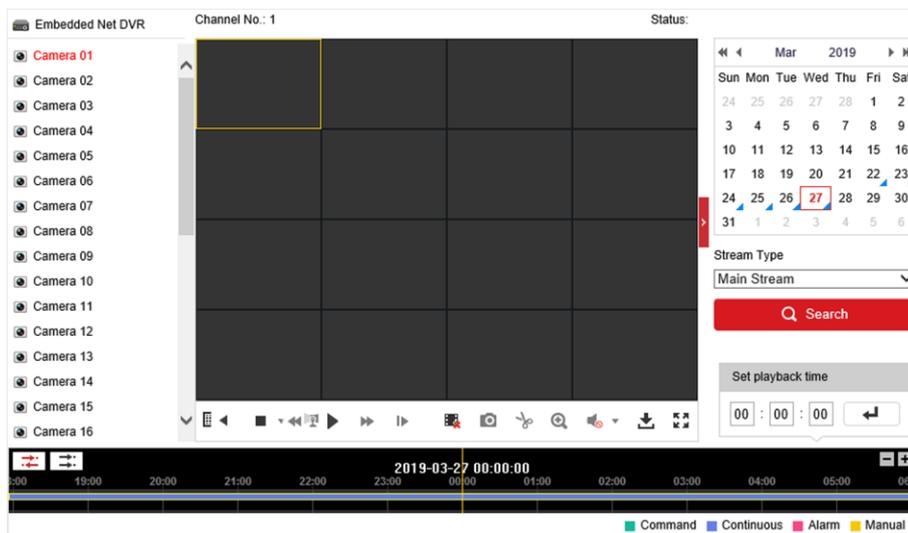 Embedded Net DVR
Channel No.: 1
Status:
Camera 01
Camera 02
Camera 03
Camera 04
Camera 05
Camera 06
Camera 07
Camera 08
Camera 09
Camera 10
Camera 11
Camera 12
Camera 13
Camera 14
Camera 15
Camera 16
Mar 2019
Sun Mon Tue Wed Thu Fri Sat
24 25 26 27 28 1 2
3 4 5 6 7 8 9
10 11 12 13 14 15 16
17 18 19 20 21 22 23
24 25 26 27 28 29 30
31 1 2 3 4 5 6
Stream Type
Main Stream
Search
Set playback time
00 : 00 : 00
2019-03-27 00:00:00
:00 19:00 20:00 21:00 22:00 23:00 00:00 01:00 02:00 03:00 04:00 05:00 06
Command Continuous Alarm Manual